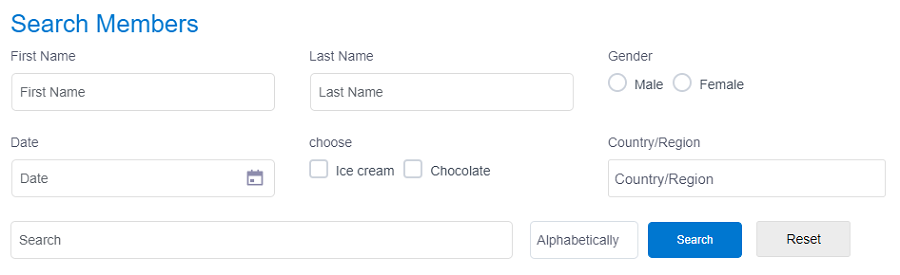 Search Members
First Name Last Name Gender
First Name Last Name Male Female
Date choose Country/Region
Date Ice cream Chocolate Country/Region
Search Alphabetically Search Reset